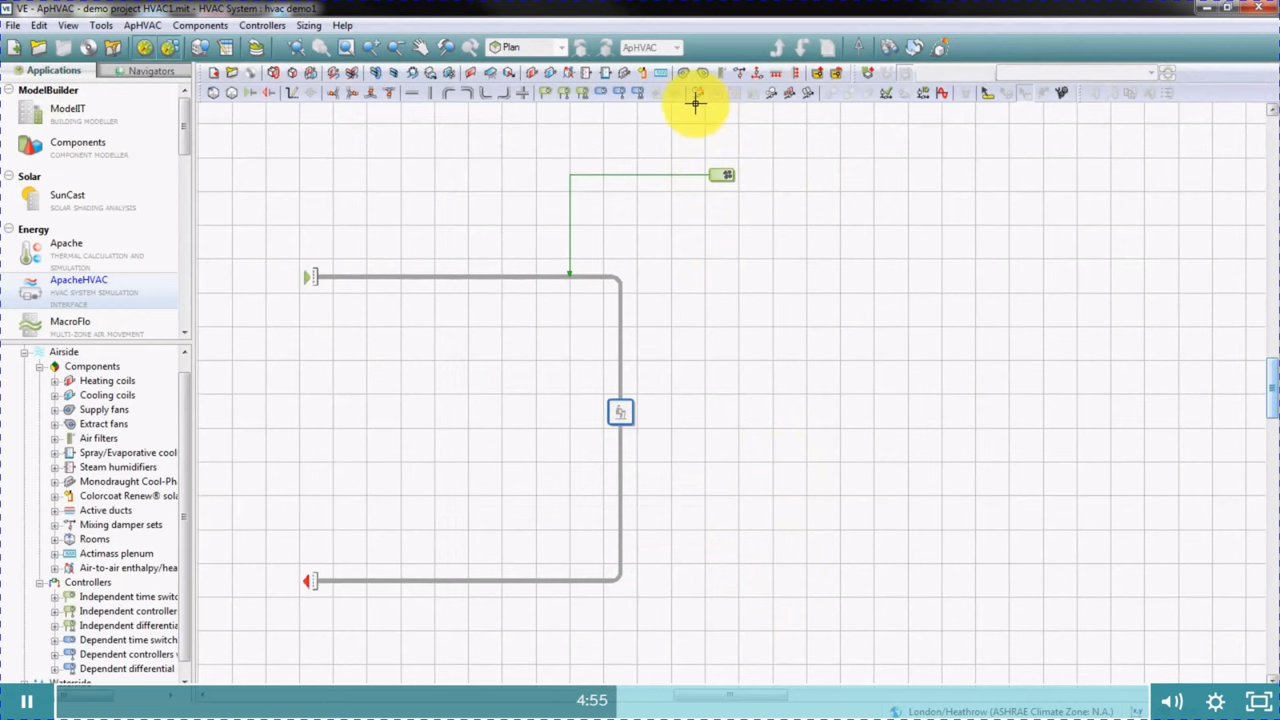 VE - ApHVAC - demo project HVAC1.mit - HVAC System : hvac demo1
File Edit View Tools ApHVAC Components Controllers Sizing Help
Plan
ApHVAC
Applications
Navigators
ModelBuilder
ModelIT
BUILDING MODELLER
Components
COMPONENT MODELLER
Solar
SunCast
SOLAR SHADING ANALYSIS
Energy
Apache
THERMAL CALCULATION AND
SIMULATION
ApacheHVAC
HVAC SYSTEM SIMULATION
INTERFACE
MacroFlo
MULTI-ZONE AIR MOVEMENT
Airside
Components
Heating coils
Cooling coils
Supply fans
Extract fans
Air filters
Spray/Evaporative cool
Steam humidifiers
Monodraught Cool-Ph
Colorcoat Renew® sola
Active ducts
Mixing damper sets
Rooms
Actimass plenum
Air-to-air enthalpy/hea
Controllers
Independent time switc
Independent controller
Independent differentia
Dependent time switch
Dependent controllers
Dependent differential
4:55
London/Heathrow (ASHRAE Climate Zone: N.A.)